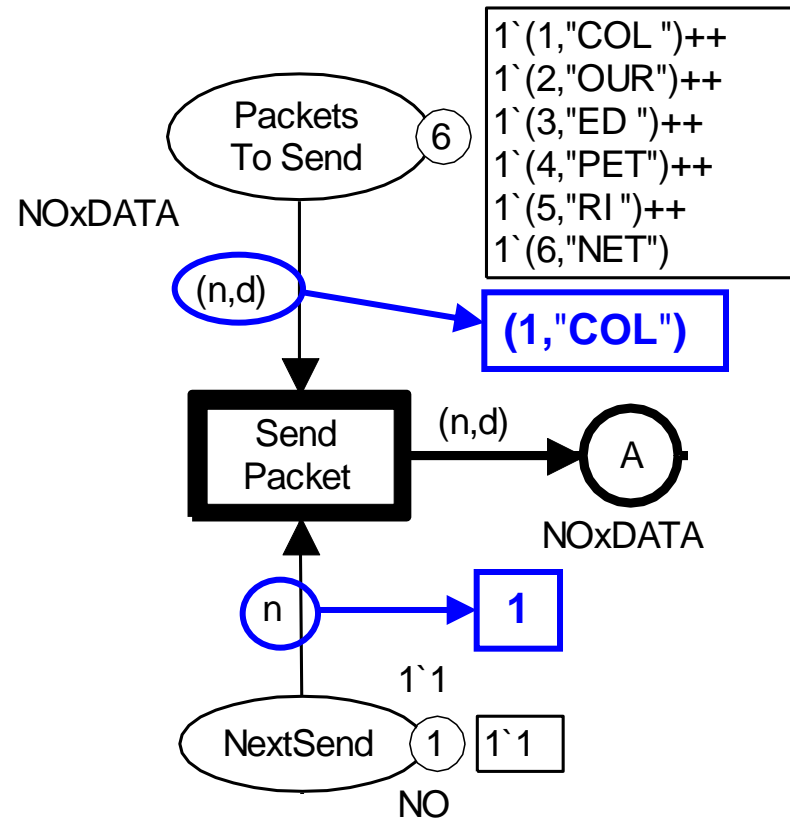 1`(1,"COL ")++
1`(2,"OUR")++
1`(3,"ED ")++
1`(4,"PET")++
1`(5,"RI ")++
1`(6,"NET")
Packets
To Send
6
NOxDATA
(n,d)
(1,"COL")
Send
Packet
(n,d)
A
NOxDATA
n
1
1`1
NextSend
1
1`1
NO